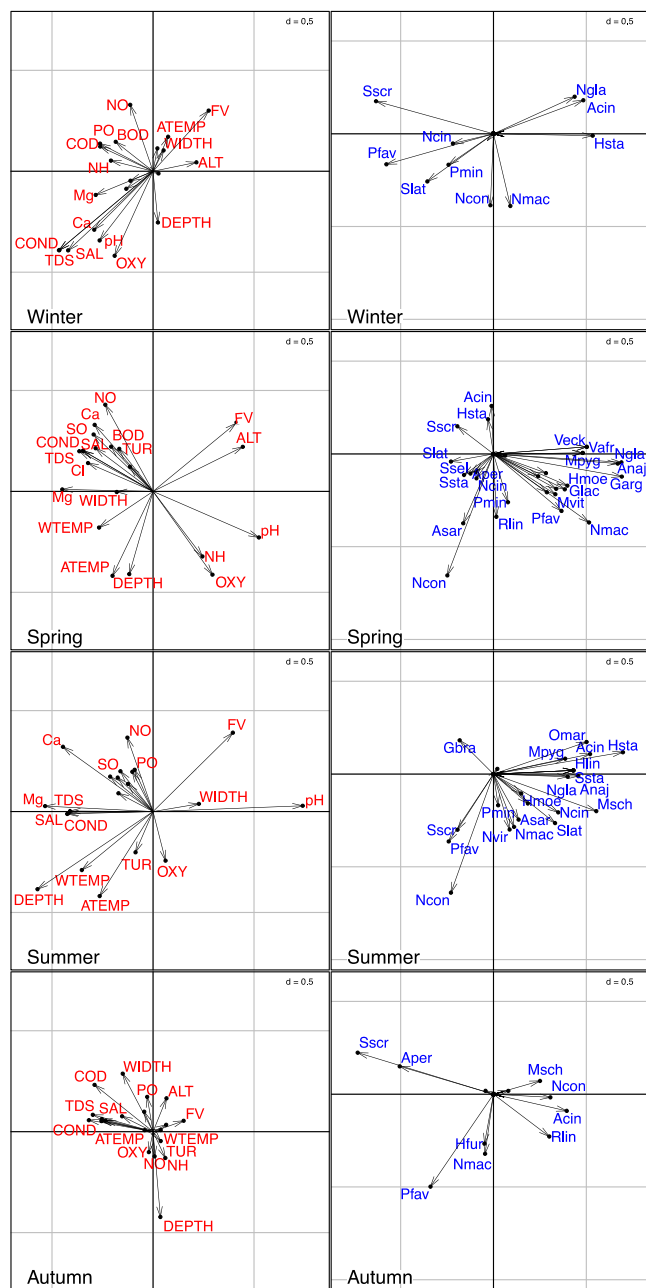 d = 0.5
NO
FV
PO
BOD
ATEMP
COD
WIDTH
NH
ALT
Mg
Ca
DEPTH
COND
SAL
pH
TDS
OXY
Winter
d = 0.5
Sscr
Ngla
Acin
Ncin
Hsta
Pfav
Pmin
Slat
Ncon
Nmac
Winter
d = 0.5
NO
Ca
FV
SO
BOD
COND
SAL
TUR
ALT
TDS
Cl
Mg
WIDTH
WTEMP
pH
NH
ATEMP
DEPTH
OXY
Spring
d = 0.5
Acin
Hsta
Sscr
Veck
Vafr
Slat
Mpyg
Ngla
Ssel
Aper
Anaj
Ssta
Ncin
Hmoe
Garg
Glac
Pmin
Mvit
Rlin
Pfav
Asar
Nmac
Ncon
Spring
d = 0.5
NO
FV
Ca
SO
PO
Mg
TDS
WIDTH
pH
SAL
COND
TUR
OXY
WTEMP
DEPTH
ATEMP
Summer
d = 0.5
Gbra
Omar
Mpyg
Acin
Hsta
Hlin
Ssta
Ngla
Anaj
Hmoe
Pmin
Ncin
Msch
Asar
Sscr
Nvir
Nmac
Slat
Pfav
Ncon
Summer
d = 0.5
WIDTH
COD
PO
ALT
TDS
SAL
FV
COND
ATEMP
WTEMP
OXY
TUR
NO
NH
DEPTH
Autumn
d = 0.5
Sscr
Aper
Msch
Ncon
Acin
Hfur
Rlin
Nmac
Pfav
Autumn